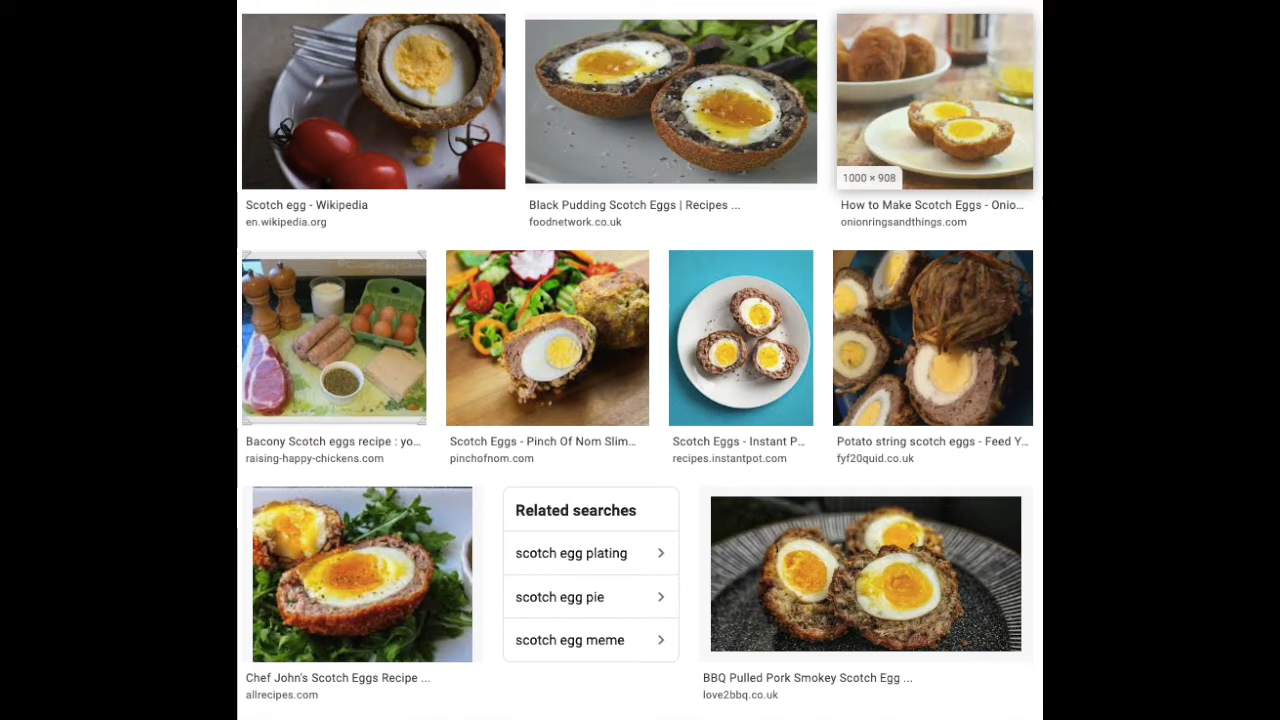 1000 × 908
Scotch egg - Wikipedia
en.wikipedia.org
Black Pudding Scotch Eggs | Recipes ...
foodnetwork.co.uk
How to Make Scotch Eggs - Onio...
onionringsandthings.com
Bacony Scotch eggs recipe : yo...
raising-happy-chickens.com
Scotch Eggs - Pinch Of Nom Slim...
pinchofnom.com
Scotch Eggs - Instant P...
recipes.instantpot.com
Potato string scotch eggs - Feed Y...
fyf20quid.co.uk
Related searches
scotch egg plating
scotch egg pie
scotch egg meme
Chef John's Scotch Eggs Recipe ...
allrecipes.com
BBQ Pulled Pork Smokey Scotch Egg ...
love2bbq.co.uk